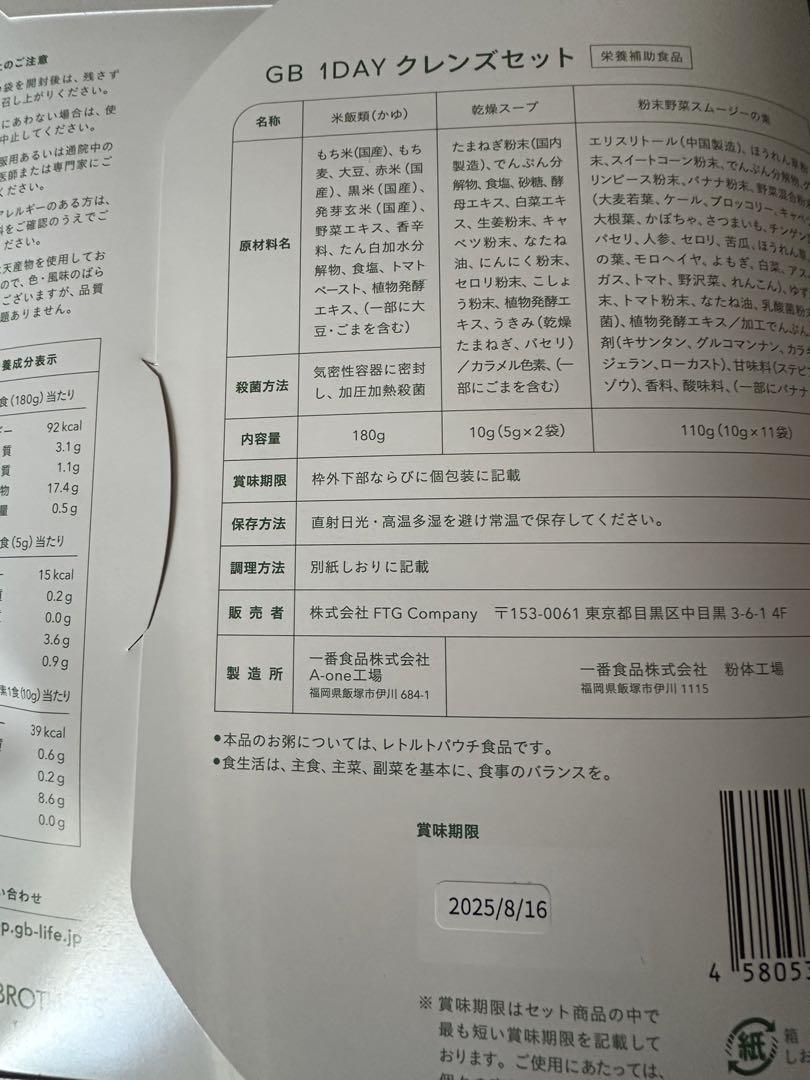 のご注意
袋を開封後は、残さず
召し上がりください。
にあわない場合は、使
中止してください。
服用あるいは通院中の
医師または専門家にご
ください。
アレルギーのある方は、
をご確認のうえでご
ださい。
天産物を使用してお
ので、色・風味のばら
ございますが、品質
題ありません。
養成分表示
食(180g)当たり
92kcal
質 3.1g
質 1.1g
物 17.4g
量 0.5g
食(5g)当たり
15kcal
0.2g
0.0g
3.6g
0.9g
素1食(10g)当たり
39kcal
0.6g
0.2g
8.6g
0.0g
い合わせ
p.gb-life.jp
GB 1DAY クレンズセット 栄養補助食品
名称 米飯類(かゆ) 乾燥スープ 粉末野菜スムージーの素
原材料名
もち米(国産)、もち
麦、大豆、赤米(国
産)、黒米(国産)、
発芽玄米(国産)、
野菜エキス、香辛
料、たん白加水分
解物、食塩、トマト
ペースト、植物発酵
エキス、(一部に大
豆・ごまを含む)
たまねぎ粉末(国内
製造)、でんぷん分
解物、食塩、砂糖、酵
母エキス、白菜エキ
ス、生姜粉末、キャ
ベツ粉末、なたね
油、にんにく粉末、
セロリ粉末、こしょ
う粉末、植物発酵エ
キス、うきみ(乾燥
たまねぎ、パセリ)
/カラメル色素、(一
部にごまを含む)
エリスリトール(中国製造)、ほうれん草粉
末、スイートコーン粉末、でんぷん分解物、グ
リンピース粉末、バナナ粉末、野菜混合粉末
(大麦若葉、ケール、ブロッコリー、キャベ
大根葉、かぼちゃ、さつまいも、チンゲン
パセリ、人参、セロリ、苦瓜、ほうれん草、
の葉、モロヘイヤ、よもぎ、白菜、アス
ガス、トマト、野沢菜、れんこん)、ゆず
末、トマト粉末、なたね油、乳酸菌粉
菌)、植物発酵エキス/加工でんぷ
剤(キサンタン、グルコマンナン、カラ
ジェラン、ローカスト)、甘味料(ステビ
ゾウ)、香料、酸味料、(一部にバナナ
殺菌方法
気密性容器に密封
し、加圧加熱殺菌
内容量 180g 10g(5g×2袋) 110g(10g×11袋)
賞味期限 枠外下部ならびに個包装に記載
保存方法 直射日光・高温多湿を避け常温で保存してください。
調理方法 別紙しおりに記載
販売者 株式会社 FTG Company 〒153-0061 東京都目黒区中目黒 3-6-1 4F
製造所
一番食品株式会社
A-one工場
福岡県飯塚市伊川 684-1
一番食品株式会社 粉体工場
福岡県飯塚市伊川 1115
●本品のお粥については、レトルトパウチ食品です。
●食生活は、主食、主菜、副菜を基本に、食事のバランスを。
賞味期限
2025/8/16
4 58053
※ 賞味期限はセット商品の中で
最も短い賞味期限を記載して
おります。ご使用にあたっては、
紙
箱